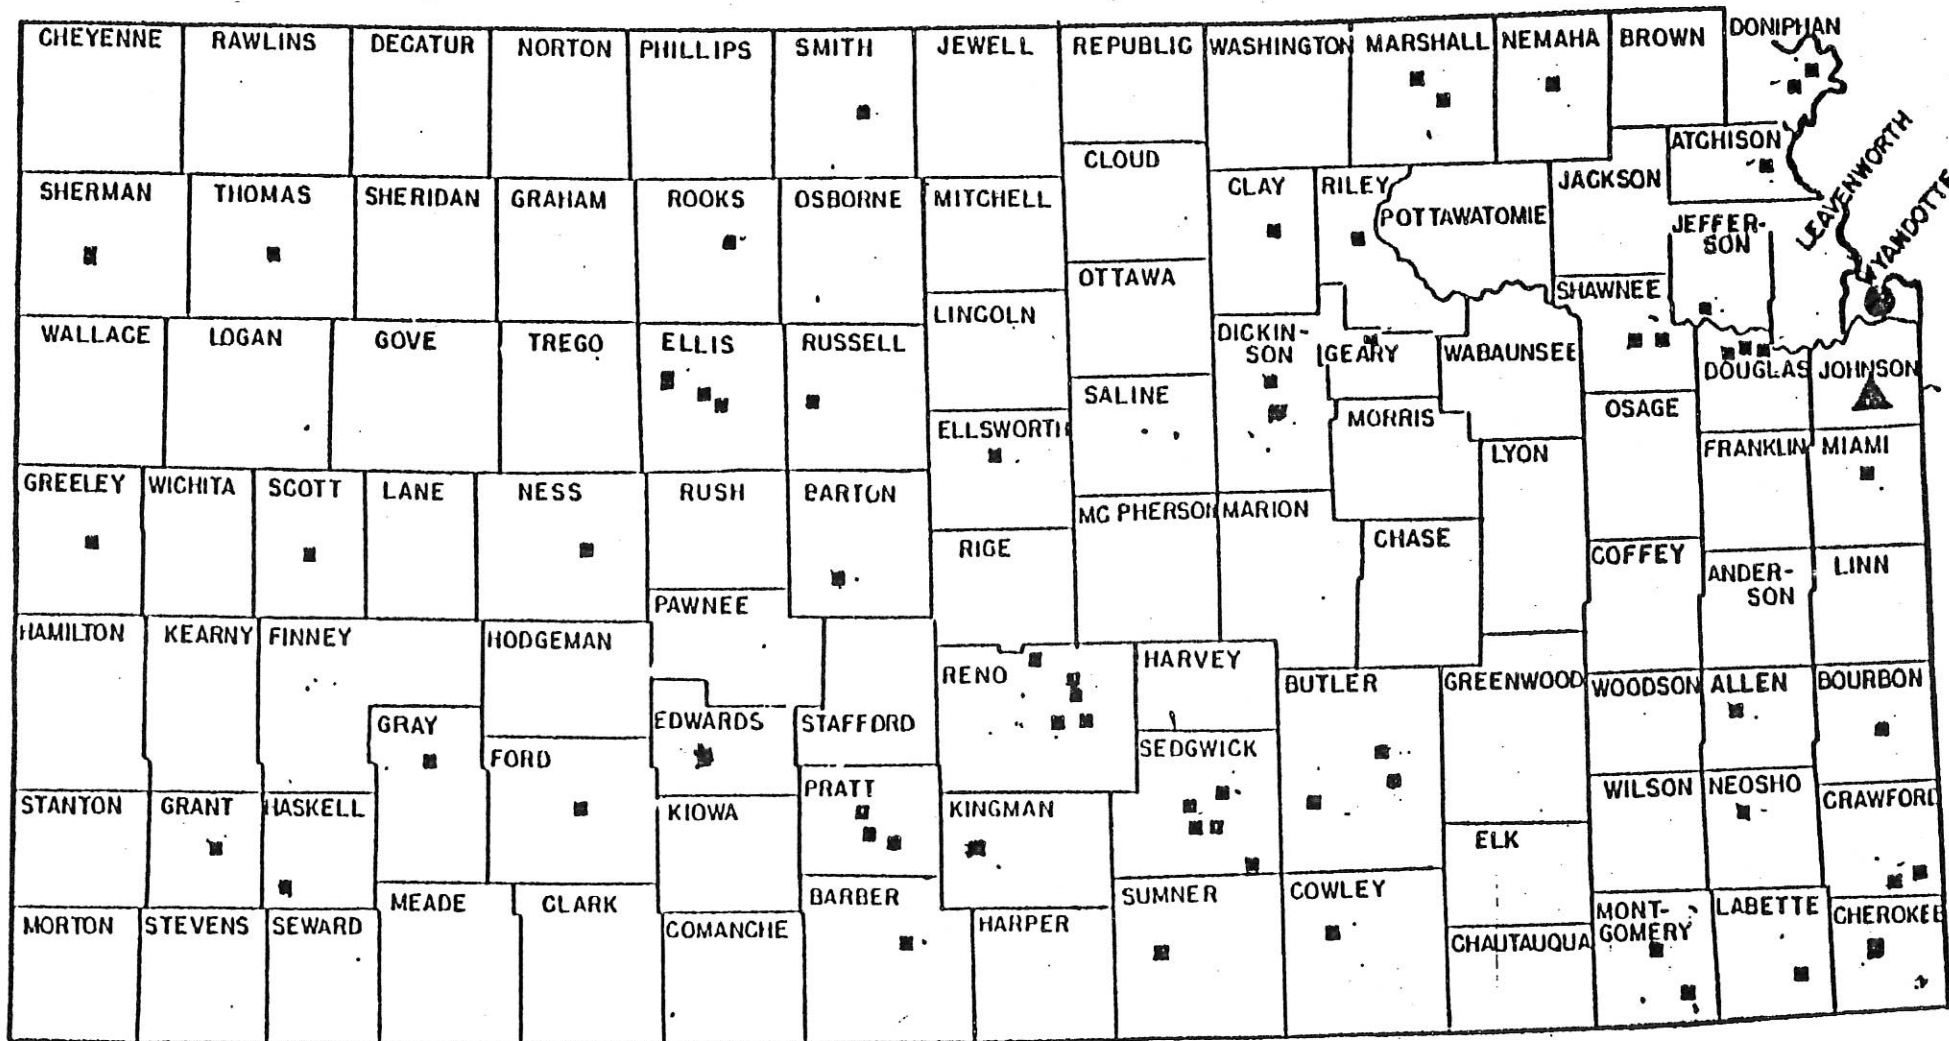 CHEYENNE
RAWLINS
DECATUR
NORTON
PHILLIPS
SMITH
JEWELL
REPUBLIC
WASHINGTON
MARSHALL
NEMAHA
BROWN
DONIPHAN
ATCHISON
LEAVENWORTH
WYANDOTTE
CLOUD
SHERMAN
THOMAS
SHERIDAN
GRAHAM
ROOKS
OSBORNE
MITCHELL
CLAY
RILEY
POTTAWATOMIE
JACKSON
JEFFER-
SON
OTTAWA
SHAWNEE
LINCOLN
WALLACE
LOGAN
GOVE
TREGO
ELLIS
RUSSELL
DICKIN-
SON
GEARY
WABAUNSEE
DOUGLAS
JOHNSON
SALINE
MORRIS
OSAGE
ELLSWORTH
LYON
FRANKLIN
MIAMI
GREELEY
WICHITA
SCOTT
LANE
NESS
RUSH
BARTON
MC PHERSON
MARION
RICE
CHASE
COFFEY
ANDER-
SON
LINN
PAWNEE
HAMILTON
KEARNY
FINNEY
HODGEMAN
RENO
HARVEY
BUTLER
GREENWOOD
WOODSON
ALLEN
BOURBON
GRAY
EDWARDS
STAFFORD
FORD
SEDGWICK
STANTON
GRANT
HASKELL
KIOWA
PRATT
KINGMAN
WILSON
NEOSHO
CRAWFORD
ELK
MEADE
CLARK
BARBER
SUMNER
COWLEY
MORTON
STEVENS
SEWARD
COMANCHE
HARPER
CHAUTAUQUA
MONT-
GOMERY
LABETTE
CHEROKEE